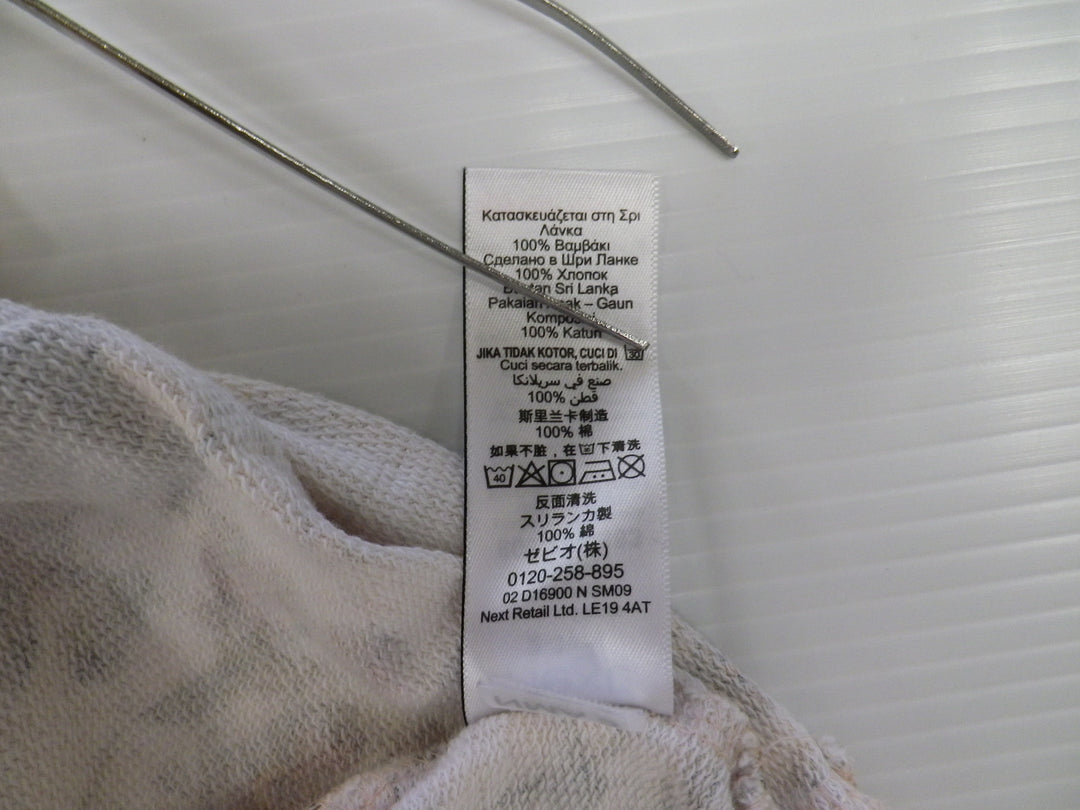 Κατασκευάζεται στη Σρι
Λάνκα
100% Βαμβάκι
Сделано в Шри Ланке
100% Хлопок
Sri Lanka
Pakaian – Gaun
100% Katun
JIKA TIDAK KOTOR, CUCI DI 30
Cuci secara terbalik.
صنع في سريلانكا
100% قطن
斯里兰卡制造
100% 棉
如果不脏，在30下清洗
40
反面清洗
スリランカ製
100% 綿
ゼビオ(株)
0120-258-895
02 D16900 N SM09
Next Retail Ltd. LE19 4AT